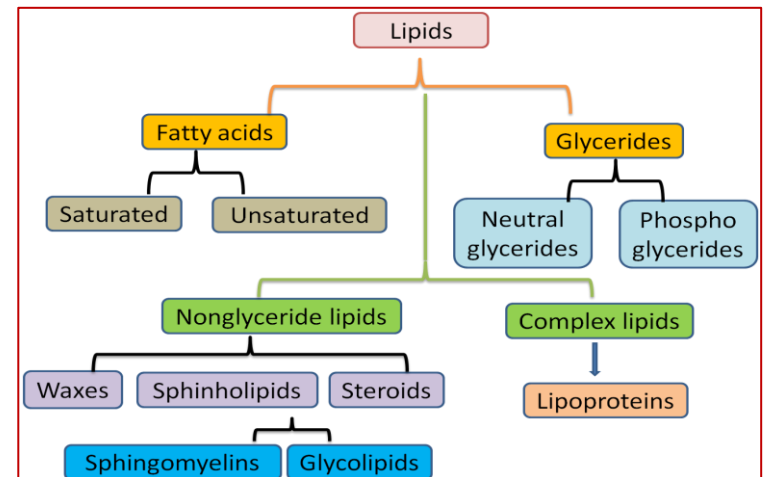 Lipids
Fatty acids
Glycerides
Saturated
Unsaturated
Neutral
glycerides
Phospho
glycerides
Nonglyceride lipids
Complex lipids
Waxes
Sphinholipids
Steroids
Lipoproteins
Sphingomyelins
Glycolipids